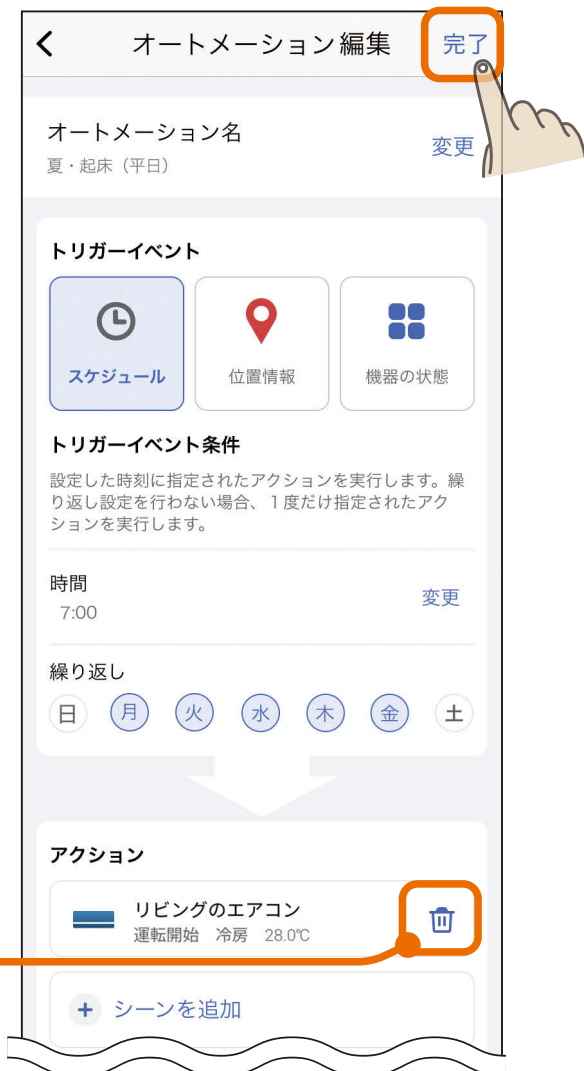 オートメーション編集 完了
オートメーション名
夏・起床（平日）
変更
トリガーイベント
スケジュール 位置情報 機器の状態
トリガーイベント条件
設定した時刻に指定されたアクションを実行します。繰
り返し設定を行わない場合、1度だけ指定されたアク
ションを実行します。
時間
7:00
変更
繰り返し
日 月 火 水 木 金 土
アクション
リビングのエアコン
運転開始 冷房 28.0℃
+ シーンを追加